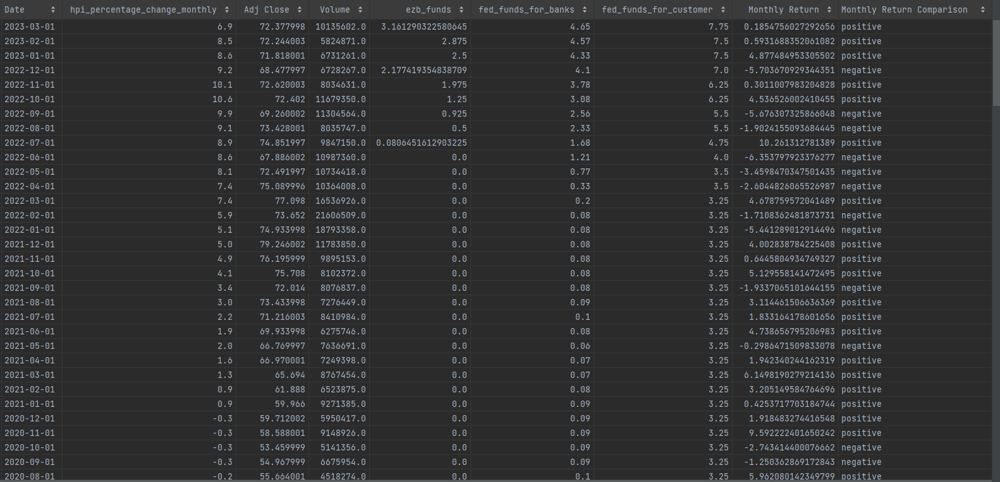 Date hpi_percentage_change_monthly Adj Close Volume ezb_funds fed_funds_for_banks fed_funds_for_customer Monthly Return Monthly Return Comparison
2023-03-01 6.9 72.377998 10135602.0 3.161290322580645 4.65 7.75 0.1854756027292656 positive
2023-02-01 8.5 72.244003 5824871.0 2.875 4.57 7.5 0.5931688352061082 positive
2023-01-01 8.6 71.818001 6731261.0 2.5 4.33 7.5 4.877484953305502 positive
2022-12-01 9.2 68.477997 6728267.0 2.177419354838709 4.1 7.0 -5.703670929344351 negative
2022-11-01 10.1 72.620003 8034631.0 1.975 3.78 6.25 0.3011007983204828 positive
2022-10-01 10.6 72.402 11679350.0 1.25 3.08 6.25 4.536526002410455 positive
2022-09-01 9.9 69.260002 11304564.0 0.925 2.56 5.5 -5.676307325866048 negative
2022-08-01 9.1 73.428001 8035747.0 0.5 2.33 5.5 -1.9024155093684445 negative
2022-07-01 8.9 74.851997 9847150.0 0.0806451612903225 1.68 4.75 10.261312781389 positive
2022-06-01 8.6 67.886002 10987360.0 0.0 1.21 4.0 -6.353797923376277 negative
2022-05-01 8.1 72.491997 10734418.0 0.0 0.77 3.5 -3.4598470347501435 negative
2022-04-01 7.4 75.089996 10364008.0 0.0 0.33 3.5 -2.6044826065526987 negative
2022-03-01 7.4 77.098 16536926.0 0.0 0.2 3.25 4.678759572041489 positive
2022-02-01 5.9 73.652 21606509.0 0.0 0.08 3.25 -1.7108362481873731 negative
2022-01-01 5.1 74.933998 18793358.0 0.0 0.08 3.25 -5.441289012914496 negative
2021-12-01 5.0 79.246002 11783850.0 0.0 0.08 3.25 4.002838784225408 positive
2021-11-01 4.9 76.195999 9895153.0 0.0 0.08 3.25 0.6445804934749327 positive
2021-10-01 4.1 75.708 8102372.0 0.0 0.08 3.25 5.129558141472495 positive
2021-09-01 3.4 72.014 8076837.0 0.0 0.08 3.25 -1.9337065101644155 negative
2021-08-01 3.0 73.433998 7276449.0 0.0 0.09 3.25 3.114461506636369 positive
2021-07-01 2.2 71.216003 8410984.0 0.0 0.1 3.25 1.833164178601656 positive
2021-06-01 1.9 69.933998 6275746.0 0.0 0.08 3.25 4.738656795206983 positive
2021-05-01 2.0 66.769997 7636691.0 0.0 0.06 3.25 -0.2986471509833078 negative
2021-04-01 1.6 66.970001 7249398.0 0.0 0.07 3.25 1.942340244162319 positive
2021-03-01 1.3 65.694 8767454.0 0.0 0.07 3.25 6.1498190279214136 positive
2021-02-01 0.9 61.888 6523875.0 0.0 0.08 3.25 3.205149584764696 positive
2021-01-01 0.9 59.966 9271385.0 0.0 0.09 3.25 0.4253717703184744 positive
2020-12-01 -0.3 59.712002 5950417.0 0.0 0.09 3.25 1.918483274416548 positive
2020-11-01 -0.3 58.588001 9148926.0 0.0 0.09 3.25 9.592222401650242 positive
2020-10-01 -0.3 53.459999 5141356.0 0.0 0.09 3.25 -2.743414400076662 negative
2020-09-01 -0.3 54.967999 6675954.0 0.0 0.09 3.25 -1.250362869172843 negative
2020-08-01 -0.2 55.664001 4518274.0 0.0 0.1 3.25 5.962080142349799 positive